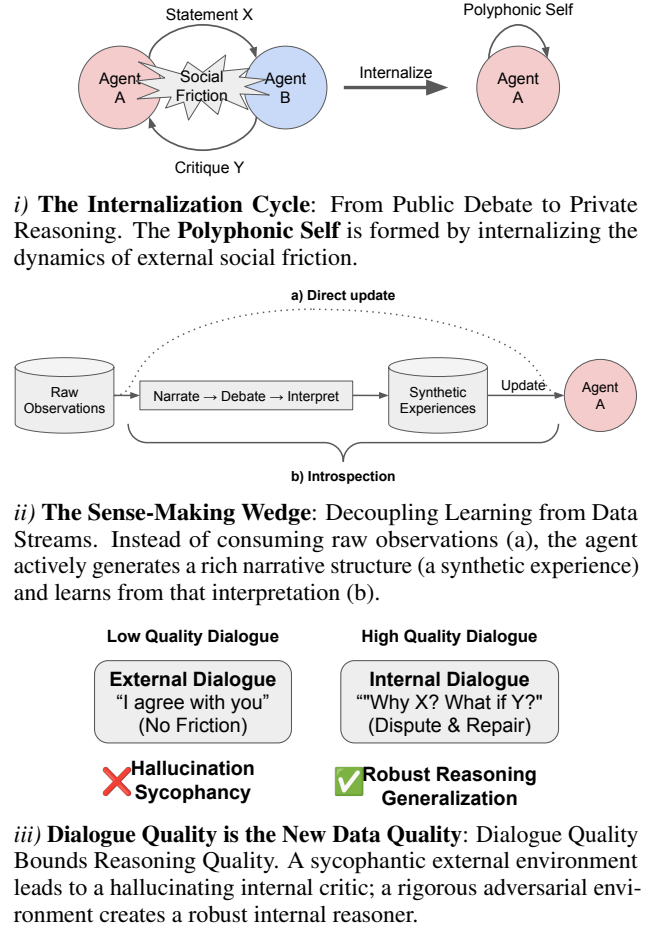 Statement X
Polyphonic Self
Agent
A
Social
Friction
Agent
B
Internalize
Agent
A
Critique Y
i) The Internalization Cycle: From Public Debate to Private
Reasoning. The Polyphonic Self is formed by internalizing the
dynamics of external social friction.
a) Direct update
Raw
Observations
Narrate → Debate → Interpret
Synthetic
Experiences
Update
Agent
A
b) Introspection
ii) The Sense-Making Wedge: Decoupling Learning from Data
Streams. Instead of consuming raw observations (a), the agent
actively generates a rich narrative structure (a synthetic experience)
and learns from that interpretation (b).
Low Quality Dialogue
High Quality Dialogue
External Dialogue
“I agree with you”
(No Friction)
Internal Dialogue
“"Why X? What if Y?"
(Dispute & Repair)
Hallucination
Sycophancy
Robust Reasoning
Generalization
iii) Dialogue Quality is the New Data Quality: Dialogue Quality
Bounds Reasoning Quality. A sycophantic external environment
leads to a hallucinating internal critic; a rigorous adversarial envi-
ronment creates a robust internal reasoner.